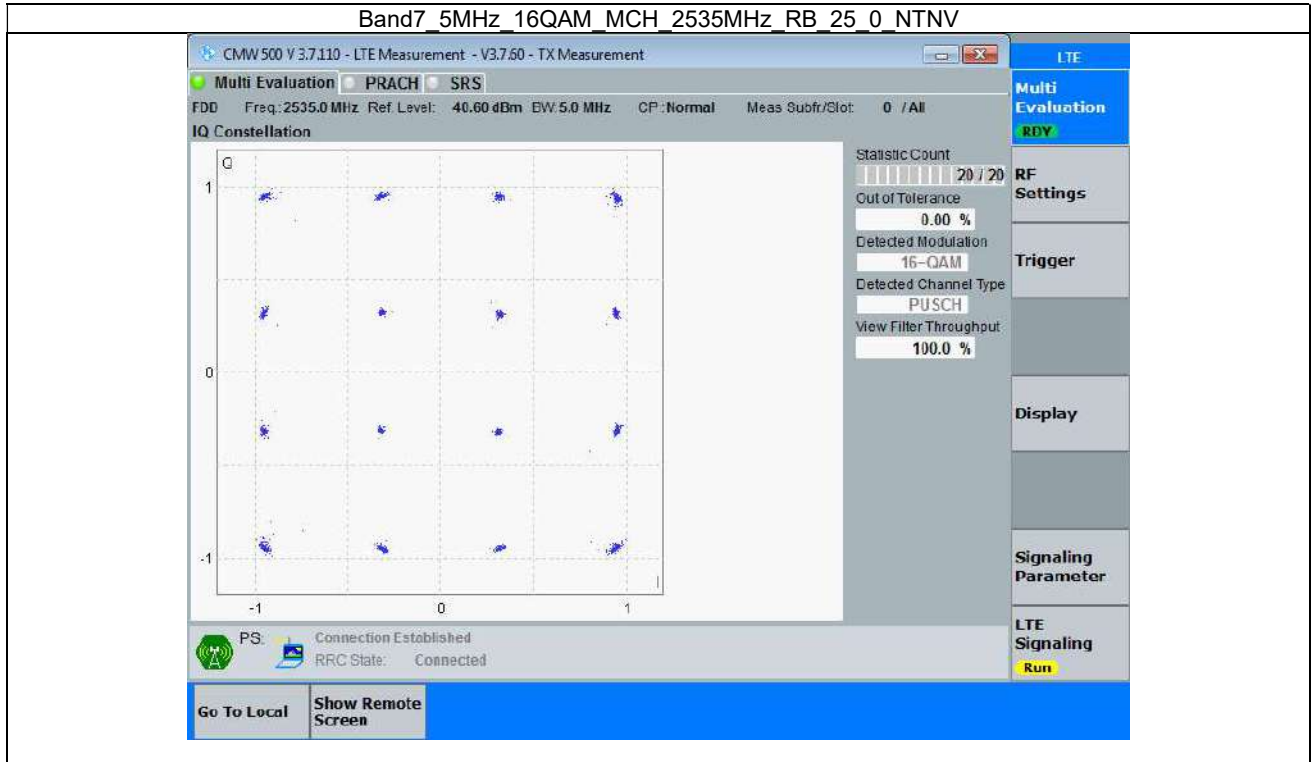 Band7_5MHz_16QAM_MCH_2535MHz_RB_25_0_NTNV
CMW 500 V 3.7.110 - LTE Measurement - V3.7.60 - TX Measurement
LTE
Multi Evaluation PRACH SRS
Multi
Evaluation
RDY
FDD Freq.:2535.0 MHz Ref. Level: 40.60 dBm BW:5.0 MHz CP:Normal Meas Subfr/Slot: 0 / All
IQ Constellation
Q
1
0
-1
-1 0 1
I
Statistic Count
20 / 20
Out of Tolerance
0.00 %
Detected Modulation
16-QAM
Detected Channel Type
PUSCH
View Filter Throughput
100.0 %
RF
Settings
Trigger
Display
Signaling
Parameter
LTE
Signaling
Run
PS: Connection Established
RRC State: Connected
Go To Local
Show Remote
Screen